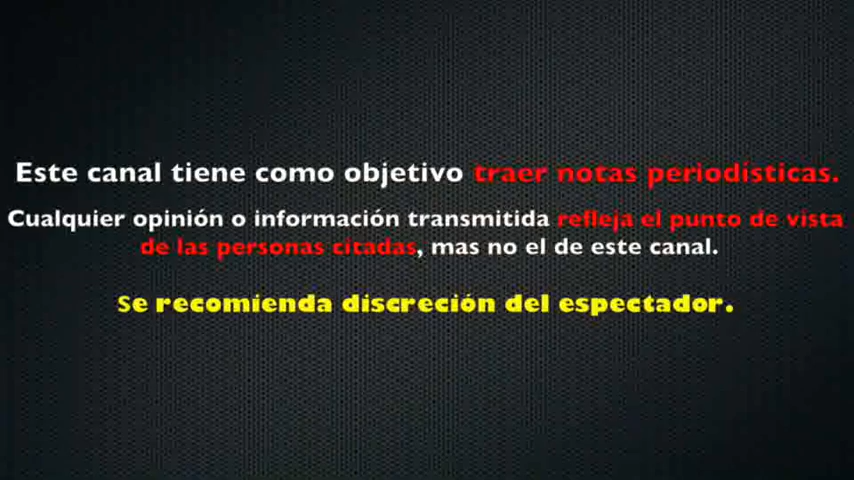 Este canal tiene como objetivo traer notas periodísticas.
Cualquier opinión o información transmitida refleja el punto de vista
de las personas citadas, mas no el de este canal.
Se recomienda discreción del espectador.